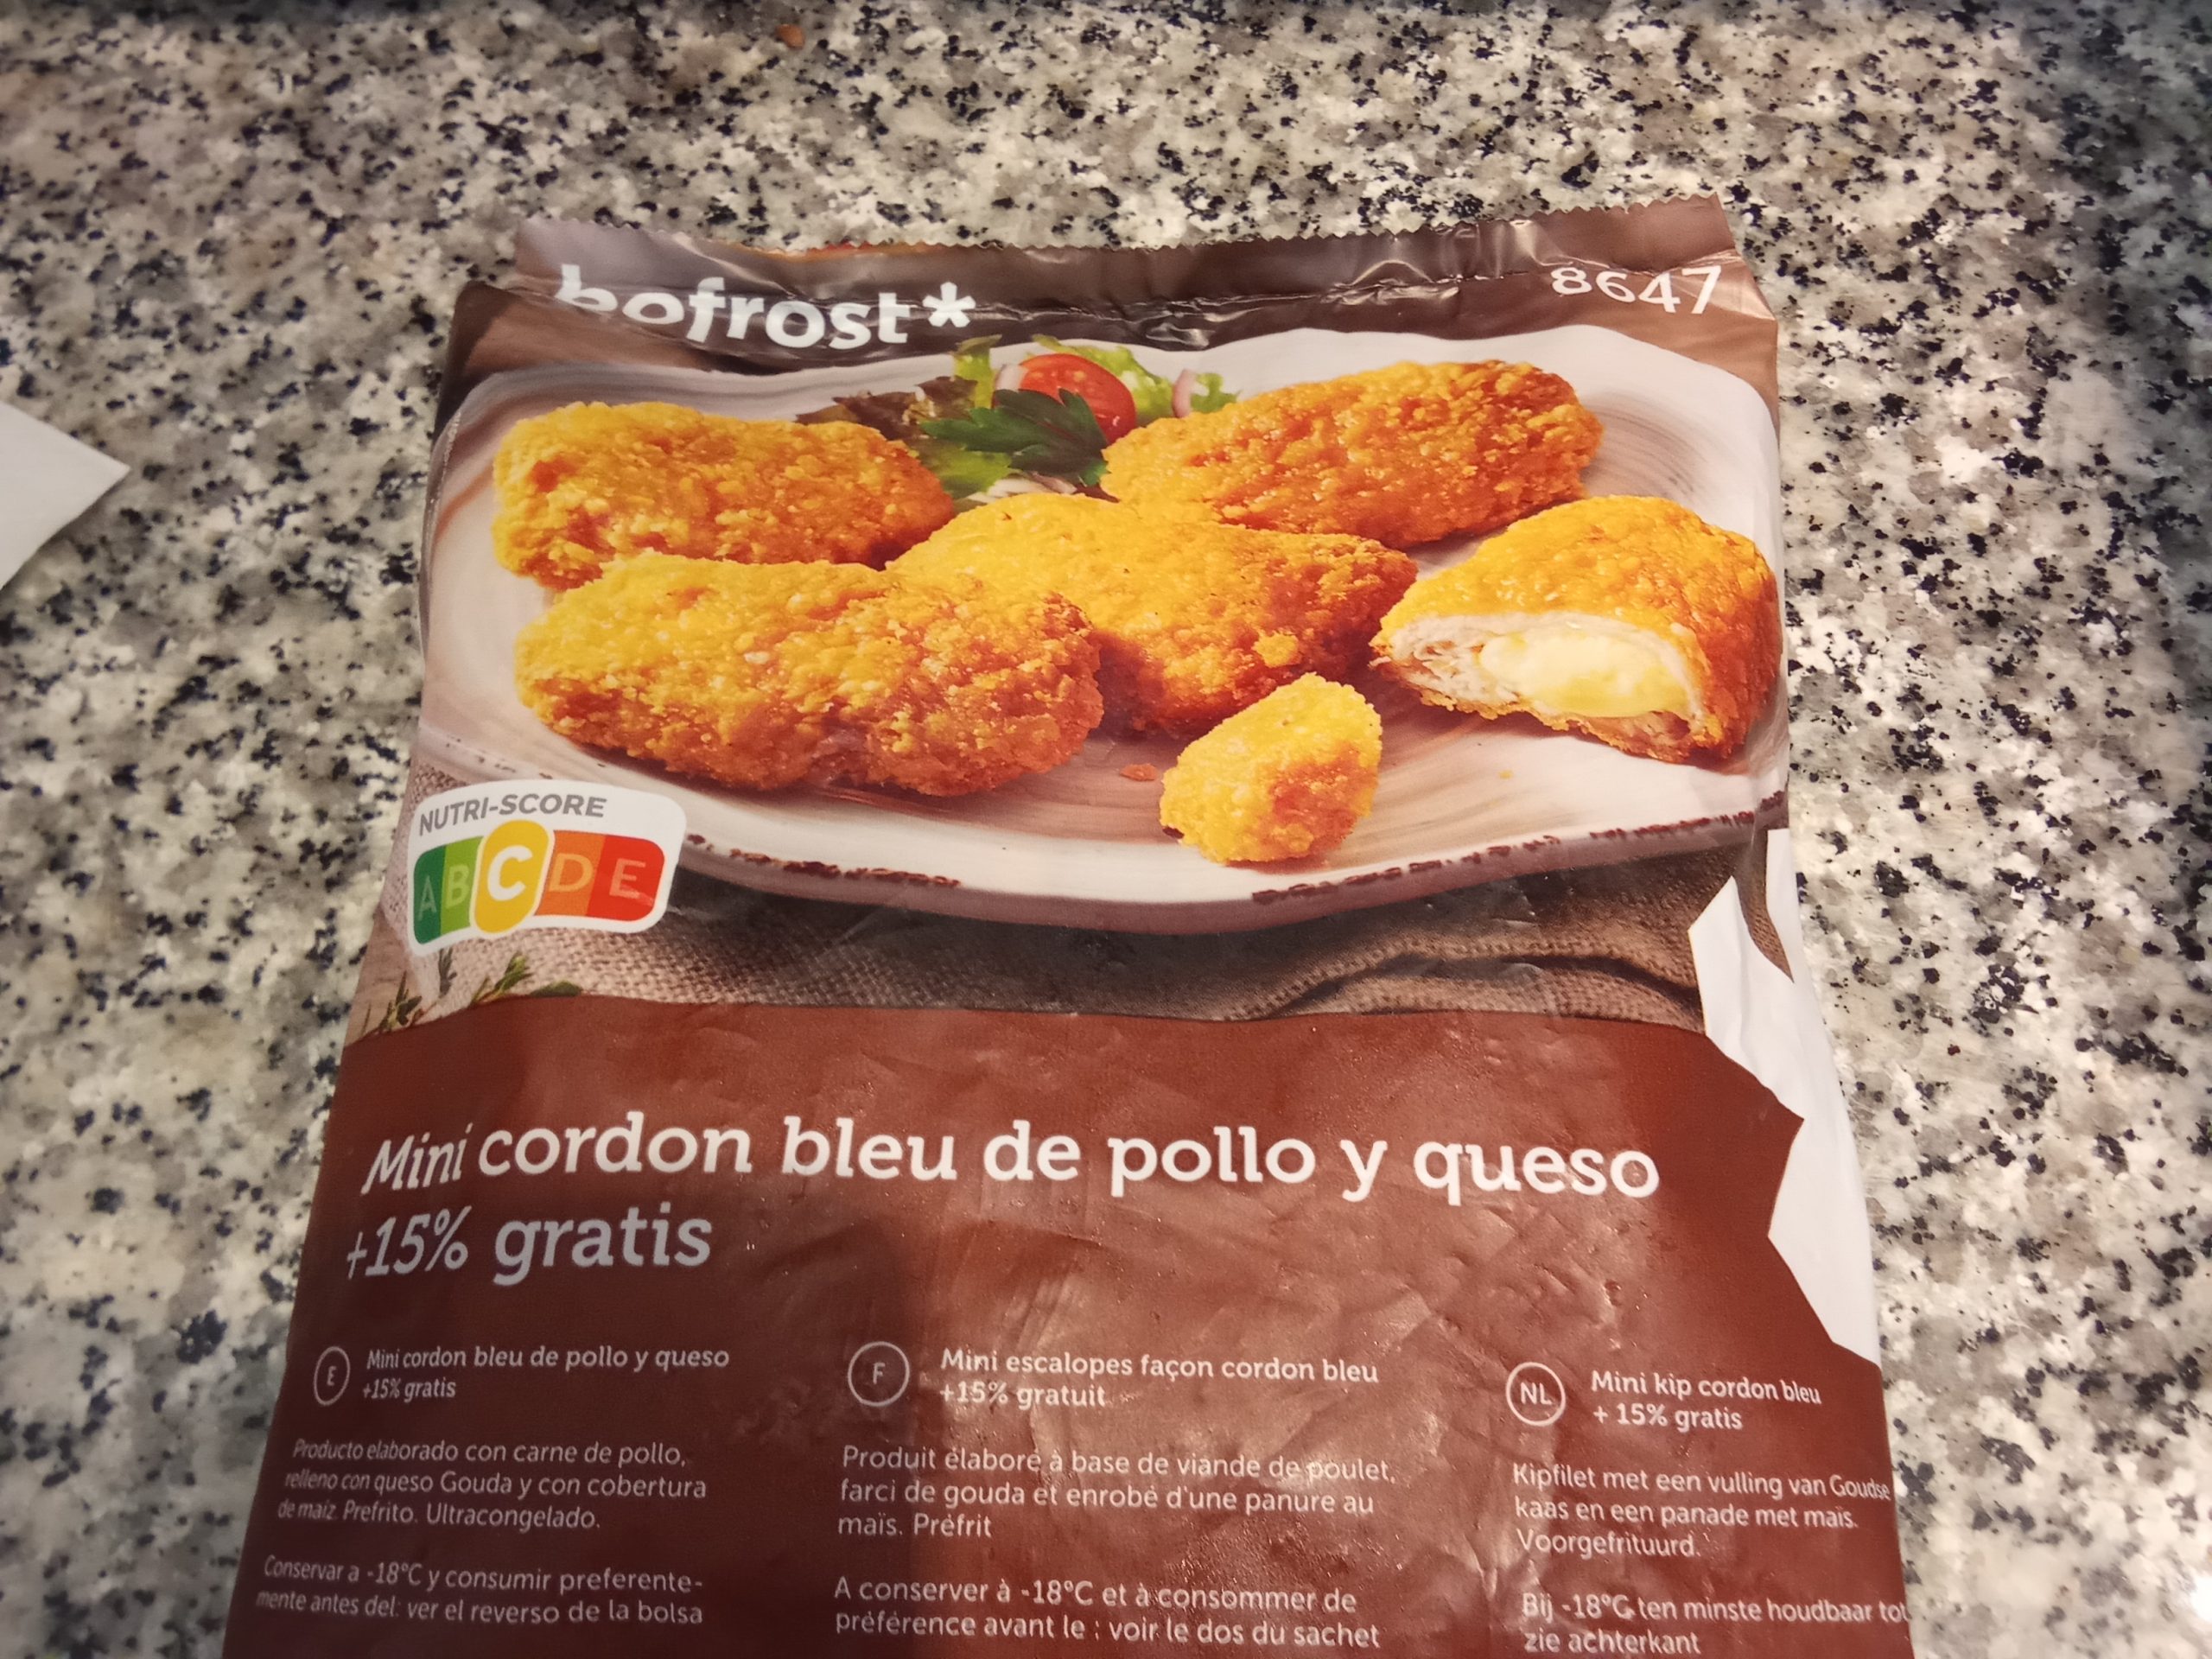 bofrost*
8647
NUTRI-SCORE
A B C D E
Mini cordon bleu de pollo y queso
+15% gratis
E
Mini cordon bleu de pollo y queso
+15% gratis
Producto elaborado con carne de pollo,
relleno con queso Gouda y con cobertura
de maíz. Prefrito. Ultracongelado.
Conservar a -18°C y consumir preferente-
mente antes del: ver el reverso de la bolsa
F
Mini escalopes façon cordon bleu
+15% gratuit
Produit élaboré à base de viande de poulet,
farci de gouda et enrobé d'une panure au
maïs. Préfrit
A conserver à -18°C et à consommer de
préférence avant le : voir le dos du sachet
NL
Mini kip cordon bleu
+ 15% gratis
Kipfilet met een vulling van Goudse
kaas en een panade met maïs.
Voorgefrituurd.
Bij -18°C ten minste houdbaar tot
zie achterkant